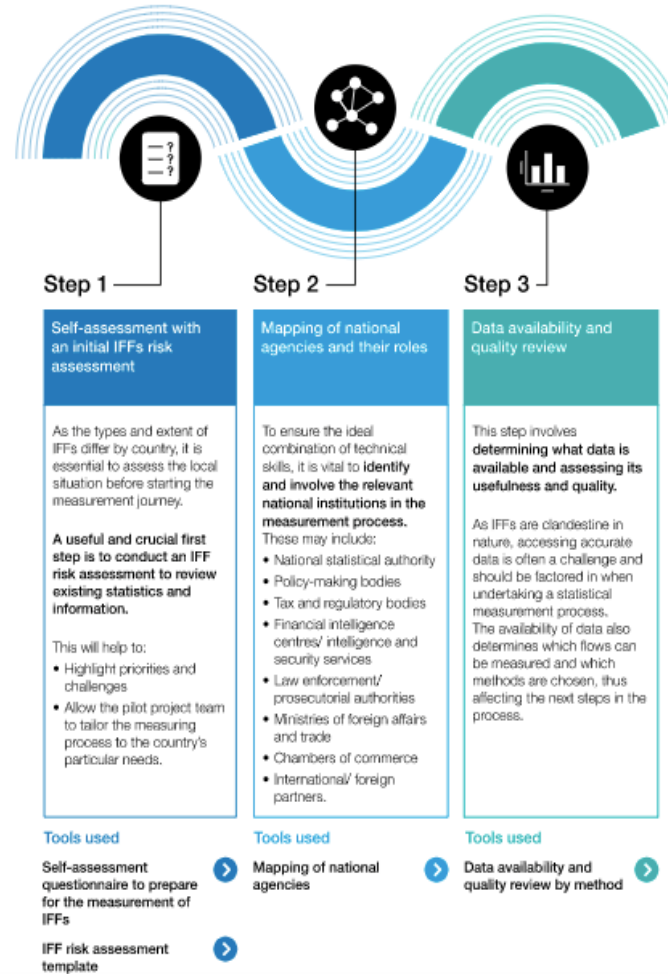 Step 1
Step 2
Step 3
Self-assessment with
an initial IFFs risk
assessment
As the types and extent of
IFFs differ by country, it is
essential to assess the local
situation before starting the
measurement journey.
A useful and crucial first
step is to conduct an IFF
risk assessment to review
existing statistics and
information.
This will help to:
• Highlight priorities and
challenges
• Allow the pilot project team
to tailor the measuring
process to the country's
particular needs.
Tools used
Self-assessment
questionnaire to prepare
for the measurement of
IFFs
IFF risk assessment
template
Mapping of national
agencies and their roles
To ensure the ideal
combination of technical
skills, it is vital to identify
and involve the relevant
national institutions in the
measurement process.
These may include:
• National statistical authority
• Policy-making bodies
• Tax and regulatory bodies
• Financial intelligence
centres/ intelligence and
security services
• Law enforcement/
prosecutorial authorities
• Ministries of foreign affairs
and trade
• Chambers of commerce
• International/ foreign
partners.
Tools used
Mapping of national
agencies
Data availability and
quality review
This step involves
determining what data is
available and assessing its
usefulness and quality.
As IFFs are clandestine in
nature, accessing accurate
data is often a challenge and
should be factored in when
undertaking a statistical
measurement process.
The availability of data also
determines which flows can
be measured and which
methods are chosen, thus
affecting the next steps in the
process.
Tools used
Data availability and
quality review by method